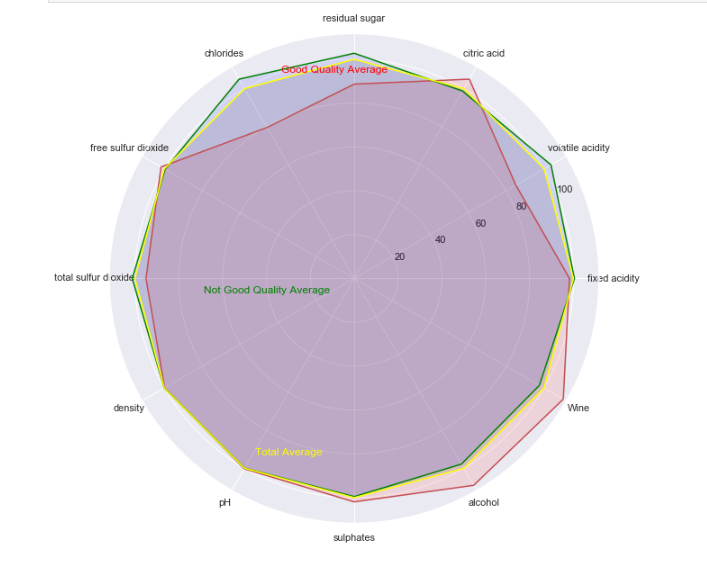 residual sugar
chlorides
citric acid
Good Quality Average
free sulfur dioxide
volatile acidity
100
80
60
40
20
total sulfur dioxide
fixed acidity
Not Good Quality Average
density
Wine
Total Average
pH
alcohol
sulphates